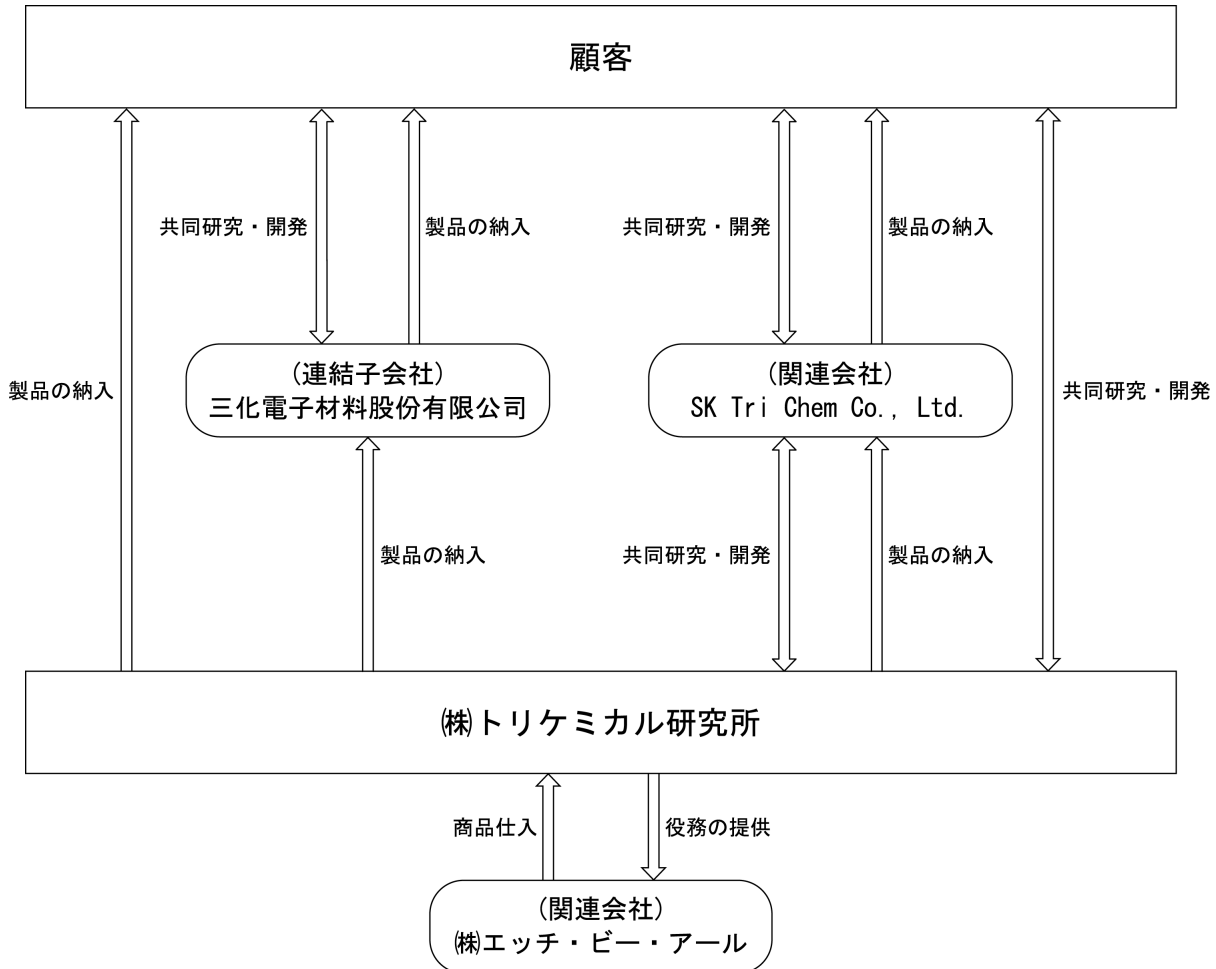 顧客
共同研究・開発
製品の納入
共同研究・開発
製品の納入
製品の納入
(連結子会社)
三化電子材料股份有限公司
(関連会社)
SK Tri Chem Co., Ltd.
共同研究・開発
製品の納入
共同研究・開発
製品の納入
㈱トリケミカル研究所
商品仕入
役務の提供
(関連会社)
㈱エッチ・ビー・アール